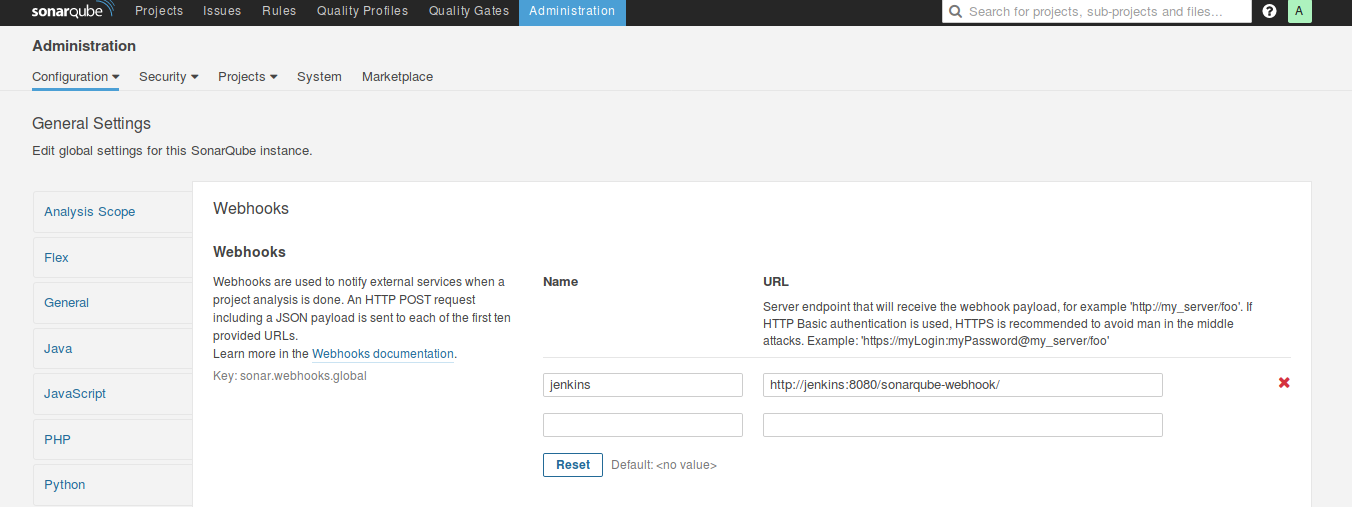 sonarqube Projects Issues Rules Quality Profiles Quality Gates Administration Search for projects, sub-projects and files... ? A
Administration
Configuration Security Projects System Marketplace
General Settings
Edit global settings for this SonarQube instance.
Analysis Scope
Flex
General
Java
JavaScript
PHP
Python
Webhooks
Webhooks
Webhooks are used to notify external services when a
project analysis is done. An HTTP POST request
including a JSON payload is sent to each of the first ten
provided URLs.
Learn more in the Webhooks documentation.
Key: sonar.webhooks.global
Name URL
Server endpoint that will receive the webhook payload, for example 'http://my_server/foo'. If
HTTP Basic authentication is used, HTTPS is recommended to avoid man in the middle
attacks. Example: 'https://myLogin:myPassword@my_server/foo'
jenkins http://jenkins:8080/sonarqube-webhook/
Reset Default: <no value>